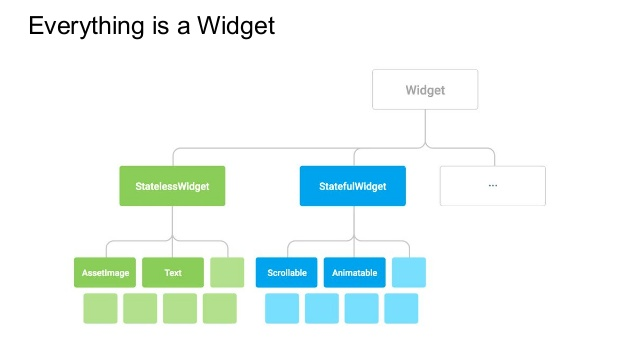 Everything is a Widget
Widget
StatelessWidget
StatefulWidget
...
AssetImage
Text
Scrollable
Animatable